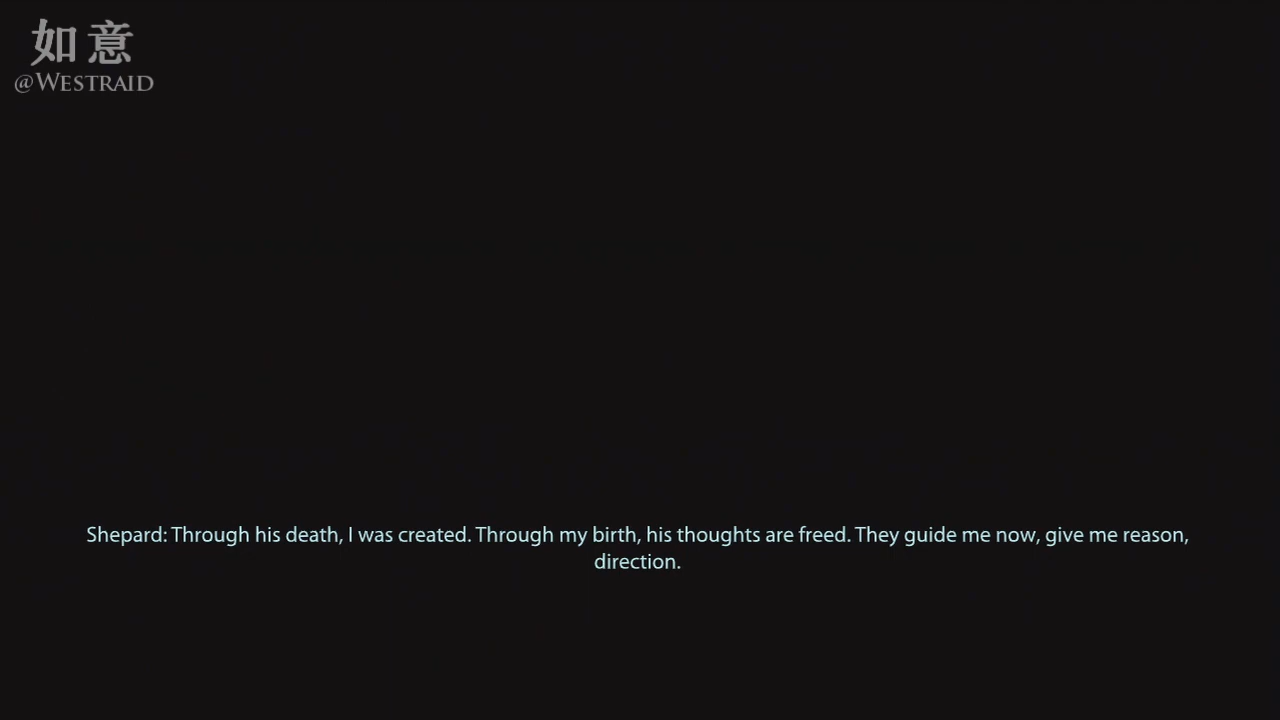 如意
@WESTRAID
Shepard: Through his death, I was created. Through my birth, his thoughts are freed. They guide me now, give me reason,
direction.